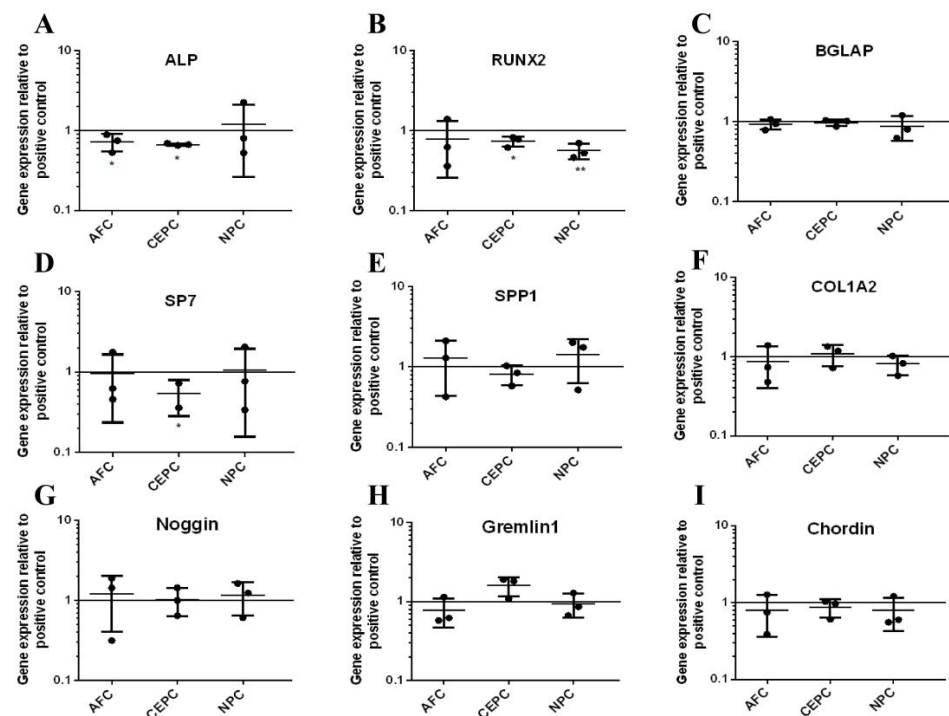 A
ALP
Gene expression relative to
positive control
10
1
0.1
*
*
AFC
CEPC
NPC
B
RUNX2
Gene expression relative to
positive control
10
1
0.1
*
**
AFC
CEPC
NPC
C
BGLAP
Gene expression relative to
positive control
10
1
0.1
AFC
CEPC
NPC
D
SP7
Gene expression relative to
positive control
10
1
0.1
*
AFC
CEPC
NPC
E
SPP1
Gene expression relative to
positive control
10
1
0.1
AFC
CEPC
NPC
F
COL1A2
Gene expression relative to
positive control
10
1
0.1
AFC
CEPC
NPC
G
Noggin
Gene expression relative to
positive control
10
1
0.1
AFC
CEPC
NPC
H
Gremlin1
Gene expression relative to
positive control
10
1
0.1
AFC
CEPC
NPC
I
Chordin
Gene expression relative to
positive control
10
1
0.1
AFC
CEPC
NPC